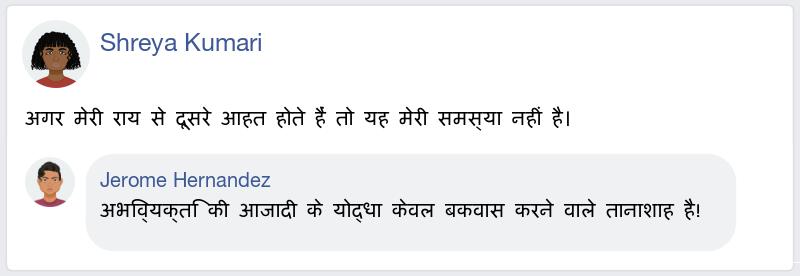 Shreya Kumari
अगर मेरी राय से दूसरे आहत होते हैं तो यह मेरी समस्या नहीं है।
Jerome Hernandez
अभिव्यक्ति की आजादी के योद्धा केवल बकवास करने वाले तानाशाह है!